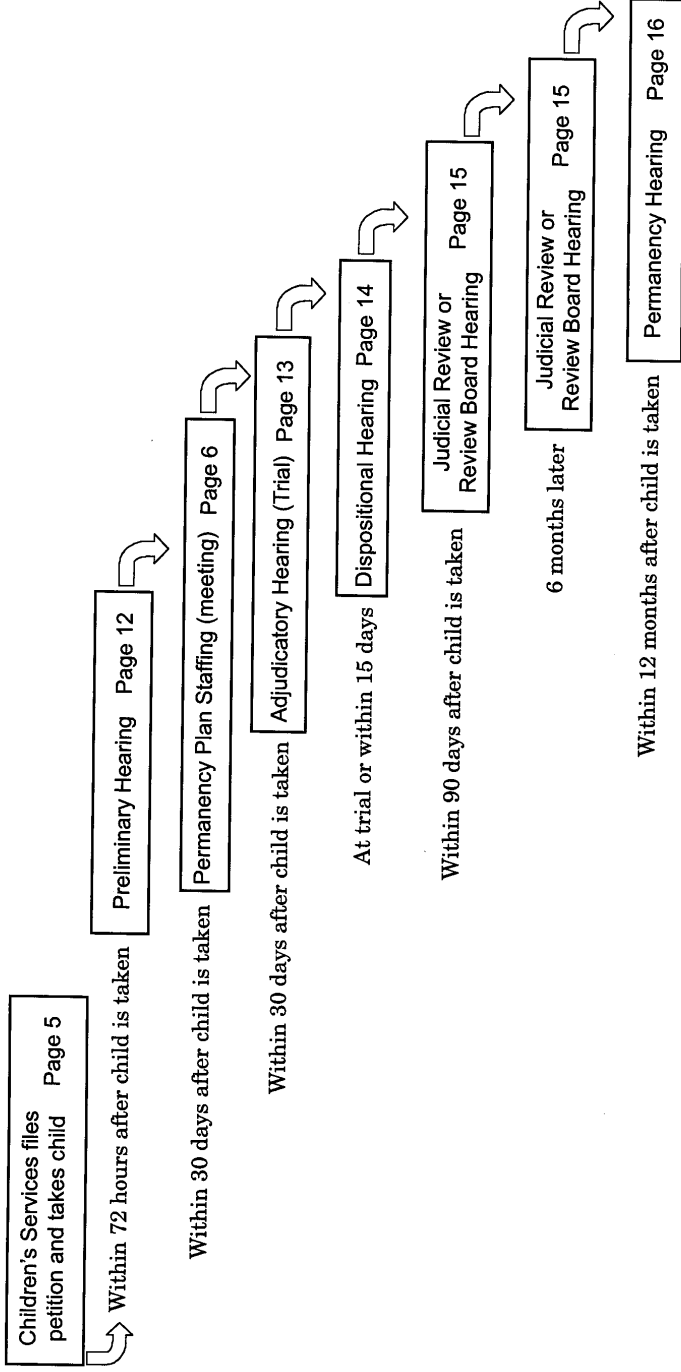 Children's Services files
petition and takes child Page 5
Within 72 hours after child is taken
Preliminary Hearing Page 12
Within 30 days after child is taken
Permanency Plan Staffing (meeting) Page 6
Within 30 days after child is taken
Adjudicatory Hearing (Trial) Page 13
At trial or within 15 days
Dispositional Hearing Page 14
Within 90 days after child is taken
Judicial Review or
Review Board Hearing Page 15
6 months later
Judicial Review or
Review Board Hearing Page 15
Within 12 months after child is taken
Permanency Hearing Page 16